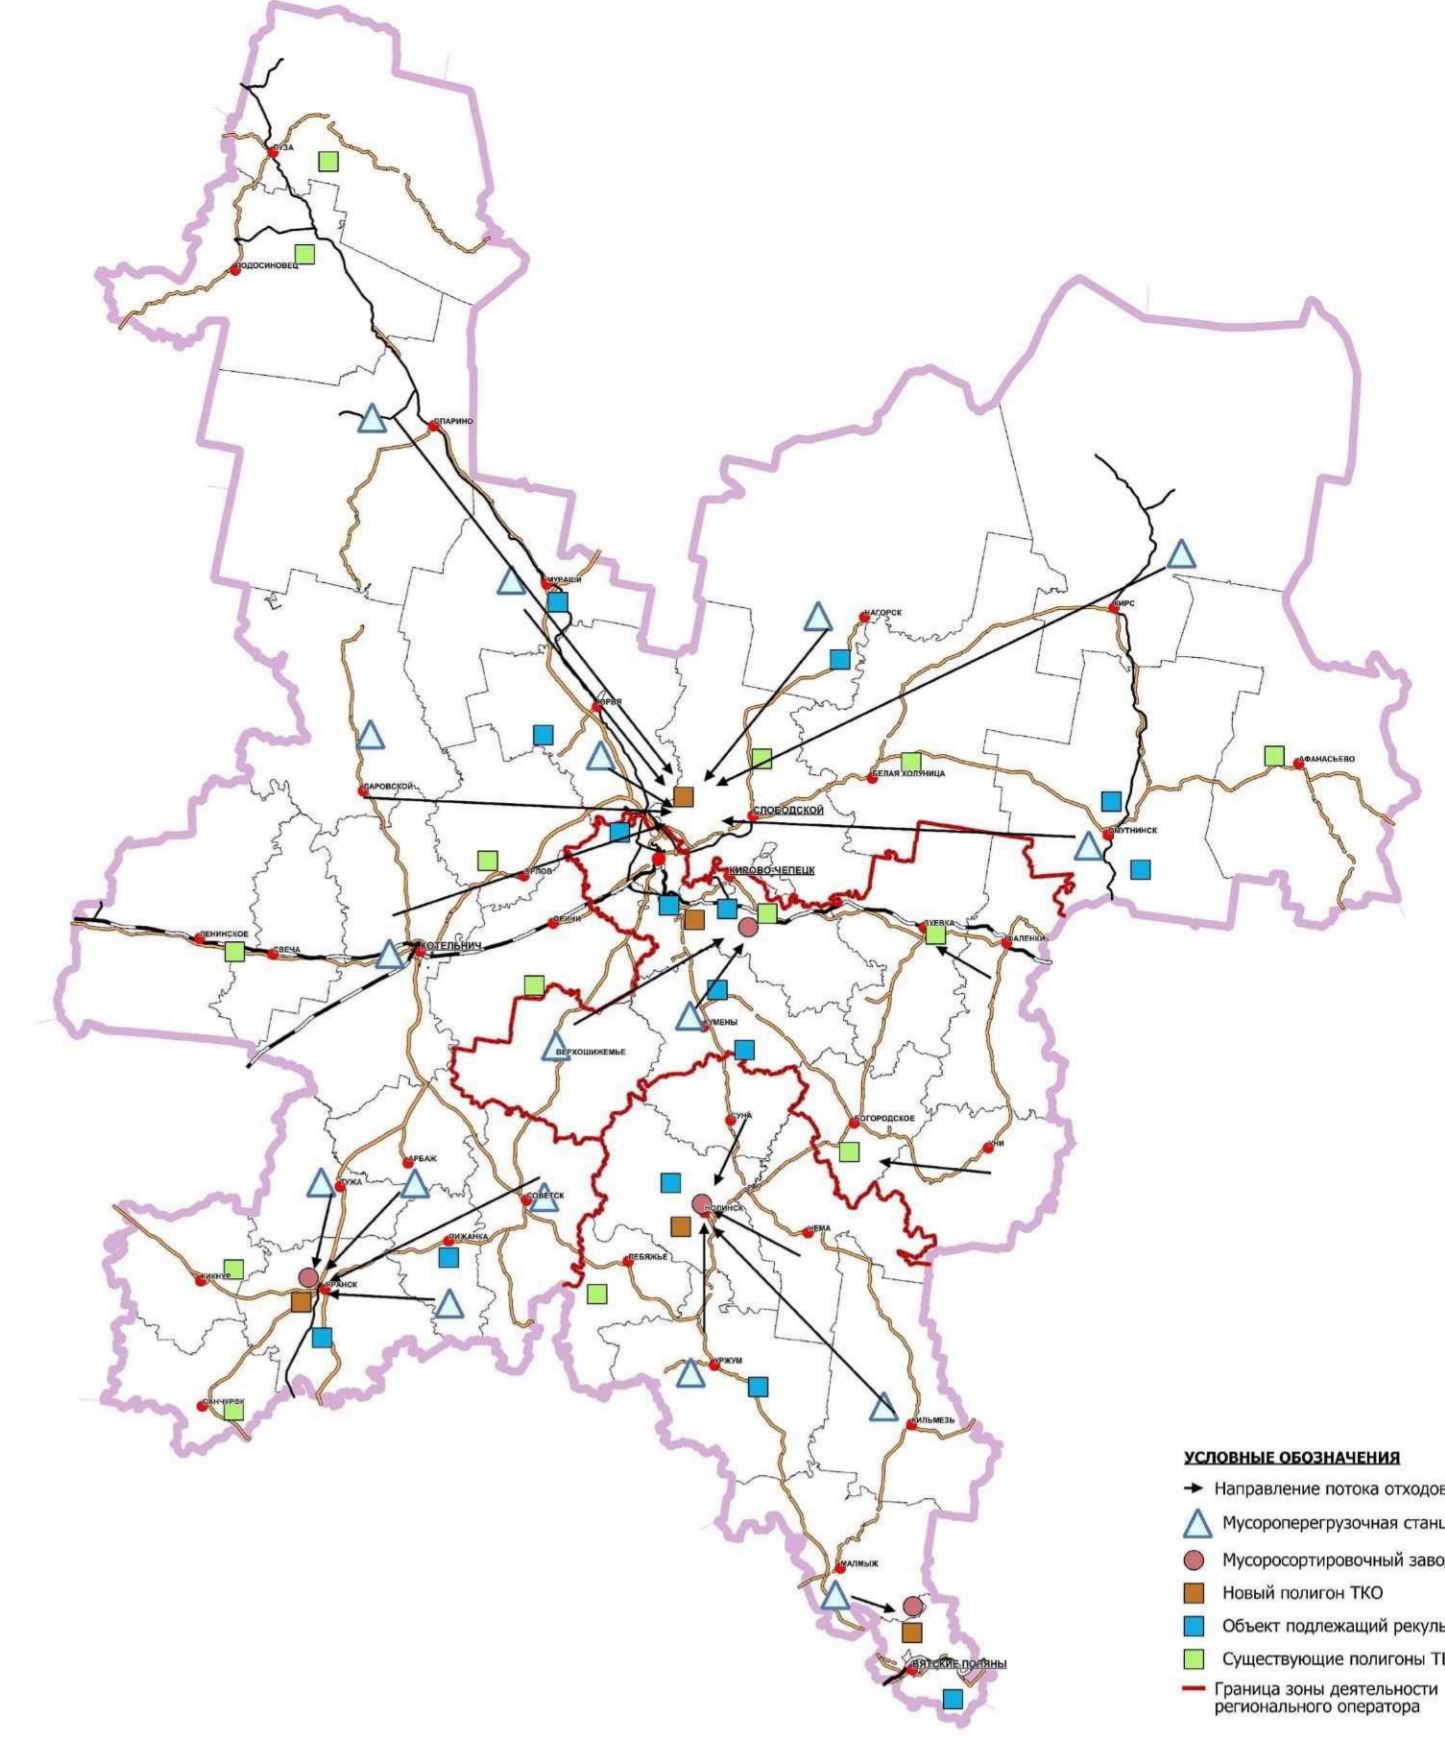 ЛУЗА
ПОДОСИНОВЕЦ
ОПАРИНО
МУРАШИ
НАГОРСК
КИРС
ЮРЬЯ
ДАРОВСКОЙ
БЕЛАЯ ХОЛУНИЦА
АФАНАСЬЕВО
СЛОБОДСКОЙ
ОМУТНИНСК
ОРЛОВ
КИРОВО-ЧЕПЕЦК
ОРИЧИ
ЗУЕВКА
ФАЛЕНКИ
ЛЕНИНСКОЕ
СВЕЧА
КОТЕЛЬНИЧ
КУМЕНЫ
ВЕРХОШИЖЕМЬЕ
СУНА
БОГОРОДСКОЕ
УНИ
АРБАЖ
ТУЖА
СОВЕТСК
НОЛИНСК
НЕМА
ПИЖАНКА
ЛЕБЯЖЬЕ
КИКНУР
ЯРАНСК
УРЖУМ
САНЧУРСК
КИЛЬМЕЗЬ
МАЛМЫЖ
ВЯТСКИЕ ПОЛЯНЫ
УСЛОВНЫЕ ОБОЗНАЧЕНИЯ
Направление потока отходов
Мусороперегрузочная станц
Мусоросортировочный заво
Новый полигон ТКО
Объект подлежащий рекуль
Существующие полигоны ТБ
Граница зоны деятельности
регионального оператора